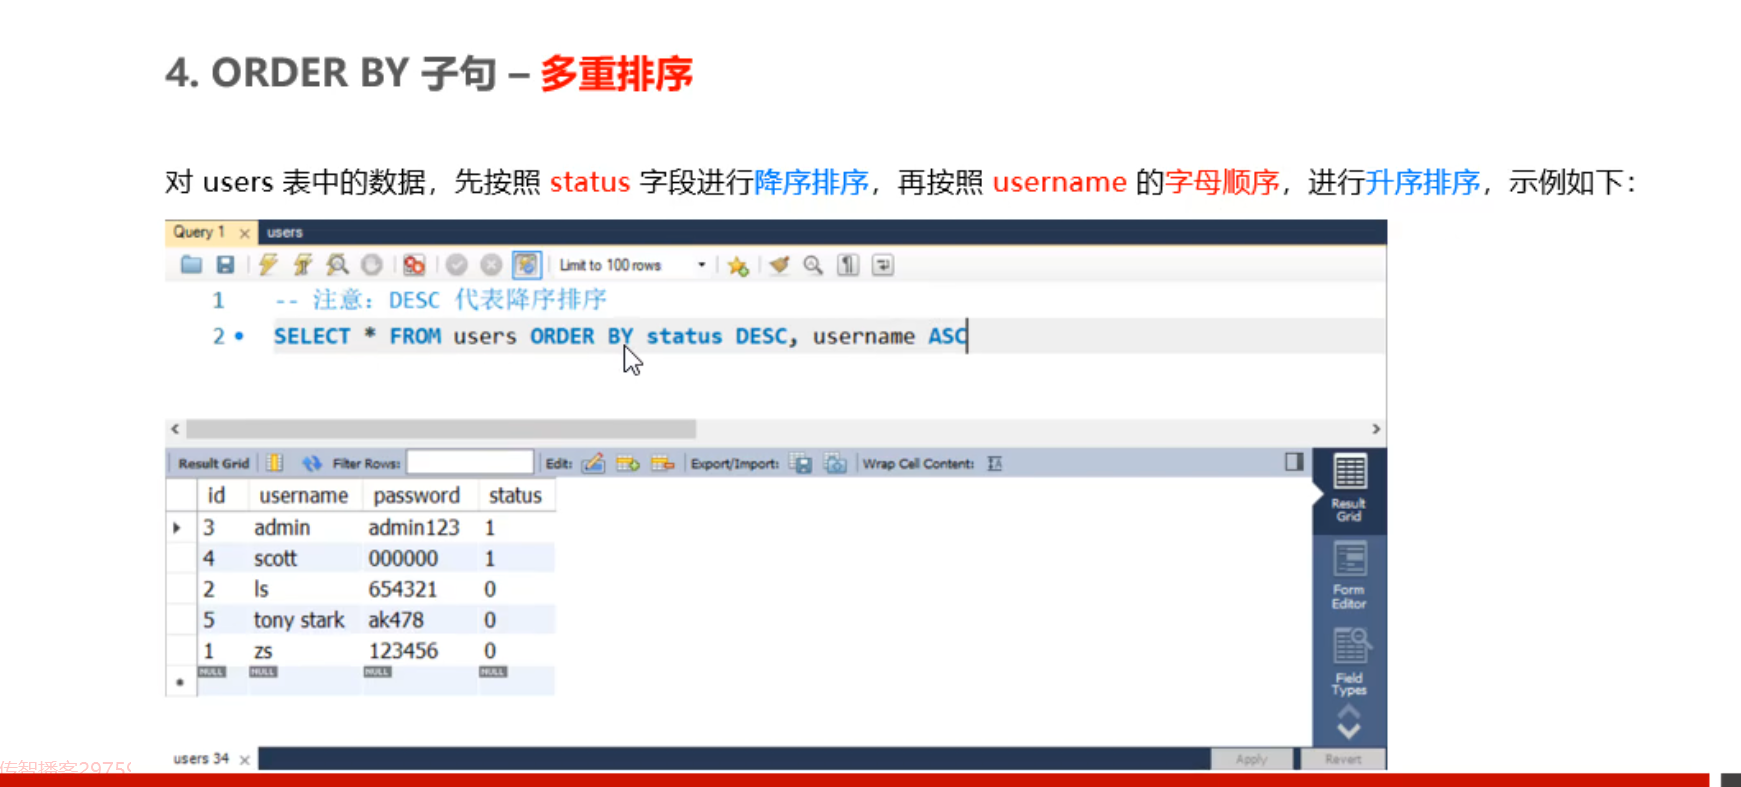 4. ORDER BY 子句 – 多重排序
对 users 表中的数据，先按照 status 字段进行降序排序，再按照 username 的字母顺序，进行升序排序，示例如下：
Query 1 × users
Limit to 100 rows
1 -- 注意：DESC 代表降序排序
2 SELECT * FROM users ORDER BY status DESC, username ASC
Result Grid Filter Rows: Edit: Export/Import: Wrap Cell Content:
id username password status
3 admin admin123 1
4 scott 000000 1
2 ls 654321 0
5 tony stark ak478 0
1 zs 123456 0
NULL NULL NULL NULL
Result
Grid
Form
Editor
Field
Types
users 34 × Apply Revert
传智播客2975